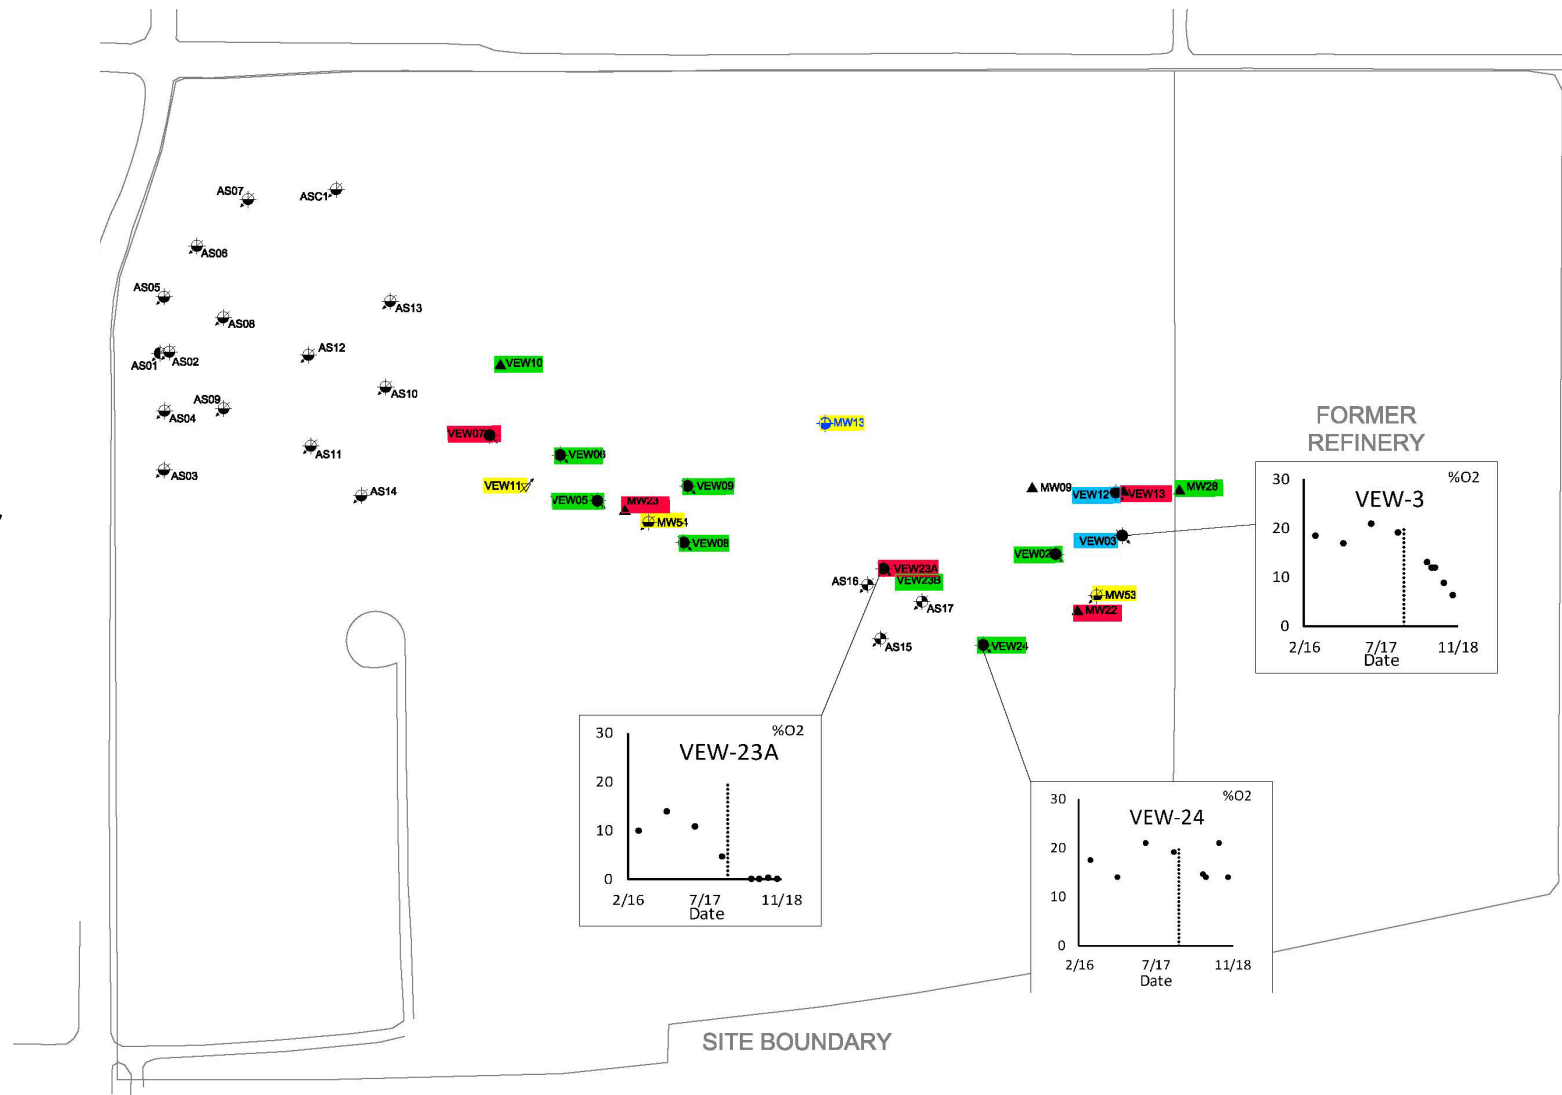 AS07
ASC1
AS06
AS05
AS13
AS08
AS12
AS01
AS02
VEW10
AS10
AS09
AS04
MW13
FORMER
REFINERY
VEW07
AS11
VEW06
AS03
VEW11
VEW09
MW09
VEW12
VEW13
MW28
AS14
VEW05
MW23
MW54
VEW08
VEW03
VEW02
VEW23A
VEW23B
AS16
AS17
MW53
MW22
AS15
VEW24
%O2
VEW-3
30
20
10
0
2/16
7/17
11/18
Date
%O2
VEW-23A
30
20
10
0
2/16
7/17
11/18
Date
%O2
VEW-24
30
20
10
0
2/16
7/17
11/18
Date
SITE BOUNDARY